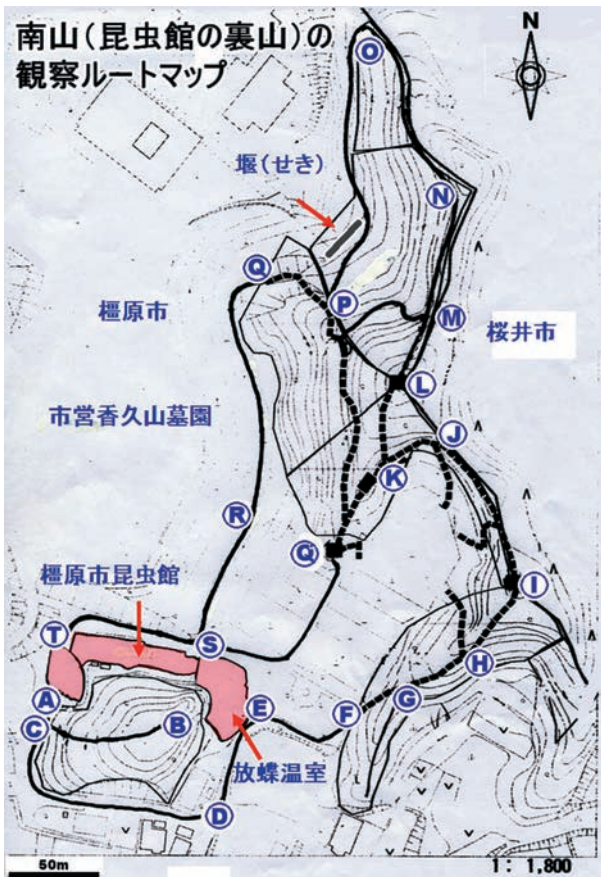 南山(昆虫館の裏山)の
観察ルートマップ
N
O
堰(せき)
N
Q
P
M
橿原市
桜井市
L
市営香久山墓園
J
K
R
Q
I
橿原市昆虫館
T
S
H
A
G
E
F
C
B
放蝶温室
D
50m
1: 1,800